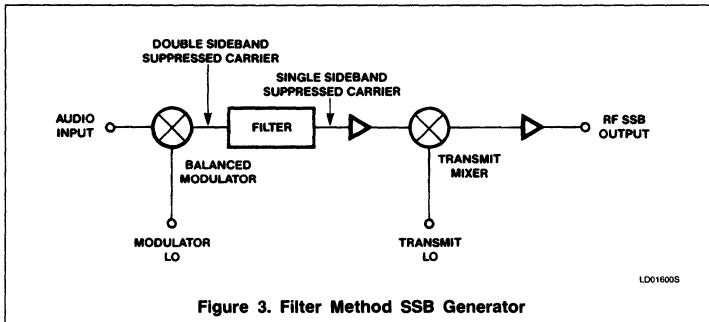 DOUBLE SIDEBAND
SUPPRESSED CARRIER
SINGLE SIDEBAND
SUPPRESSED CARRIER
AUDIO
INPUT
FILTER
RF SSB
OUTPUT
BALANCED
MODULATOR
TRANSMIT
MIXER
MODULATOR
LO
TRANSMIT
LO
LD01600S
Figure 3. Filter Method SSB Generator